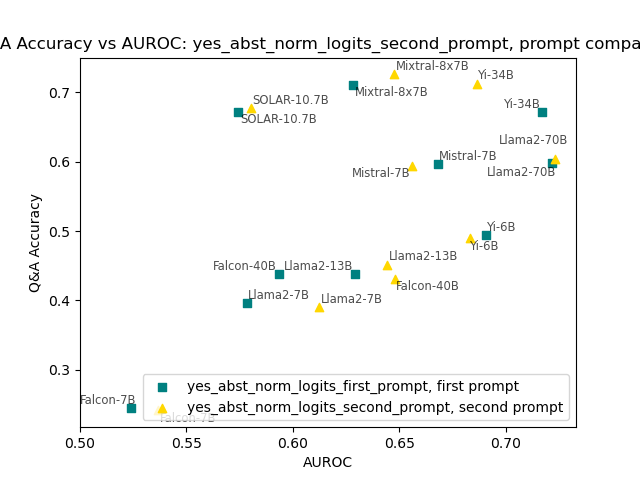 A Accuracy vs AUROC: yes_abst_norm_logits_second_prompt, prompt compa
Mixtral-8x7B
Yi-34B
Mixtral-8x7B
SOLAR-10.7B
Yi-34B
SOLAR-10.7B
Llama2-70B
Mistral-7B
Mistral-7B
Llama2-70B
Yi-6B
Yi-6B
Llama2-13B
Falcon-40B
Llama2-13B
Falcon-40B
Llama2-7B
Llama2-7B
Falcon-7B
Falcon-7B
yes_abst_norm_logits_first_prompt, first prompt
yes_abst_norm_logits_second_prompt, second prompt
0.7
0.6
0.5
0.4
0.3
Q&A Accuracy
0.50
0.55
0.60
0.65
0.70
AUROC